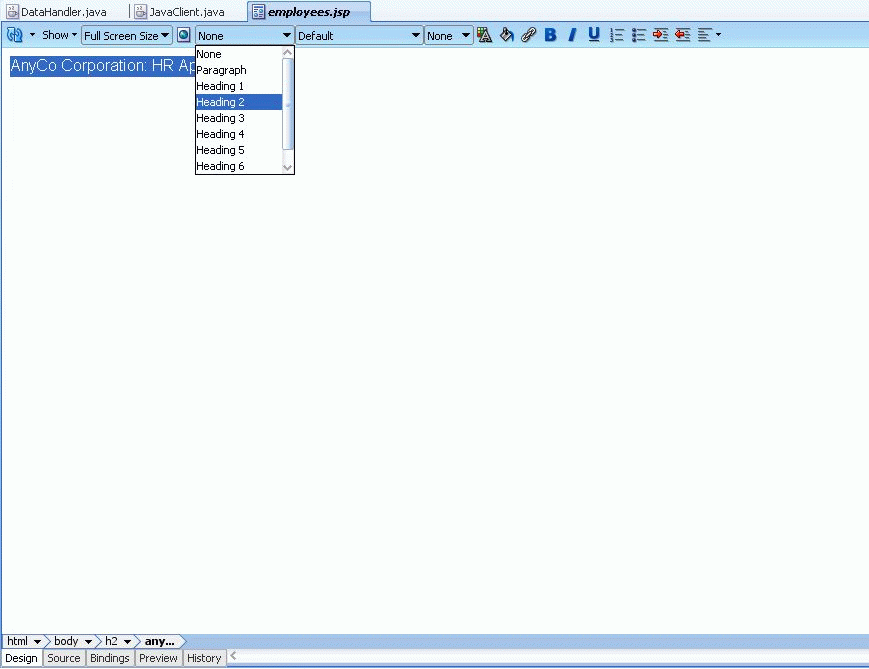 DataHandler.java JavaClient.java employees.jsp
Show Full Screen Size None Default None B I U
AnyCo Corporation: HR Ap
None
Paragraph
Heading 1
Heading 2
Heading 3
Heading 4
Heading 5
Heading 6
html body h2 any...
Design Source Bindings Preview History